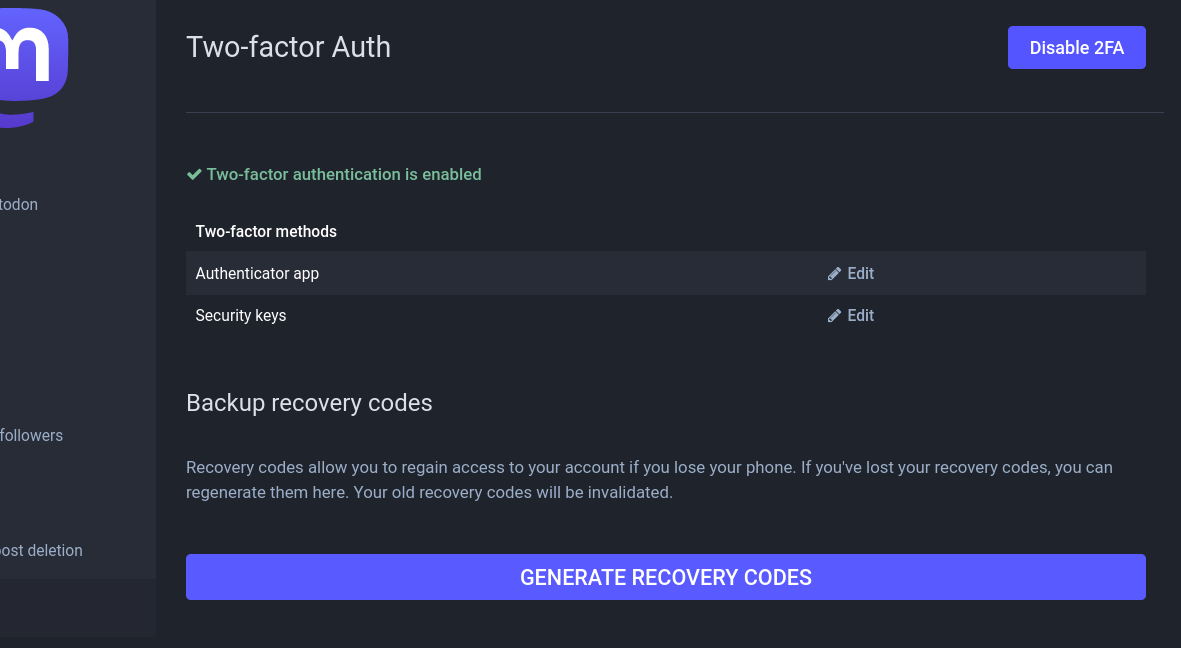 Two-factor Auth
Disable 2FA
Two-factor authentication is enabled
todon
Two-factor methods
Authenticator app
Edit
Security keys
Edit
Backup recovery codes
followers
Recovery codes allow you to regain access to your account if you lose your phone. If you've lost your recovery codes, you can
regenerate them here. Your old recovery codes will be invalidated.
ost deletion
GENERATE RECOVERY CODES